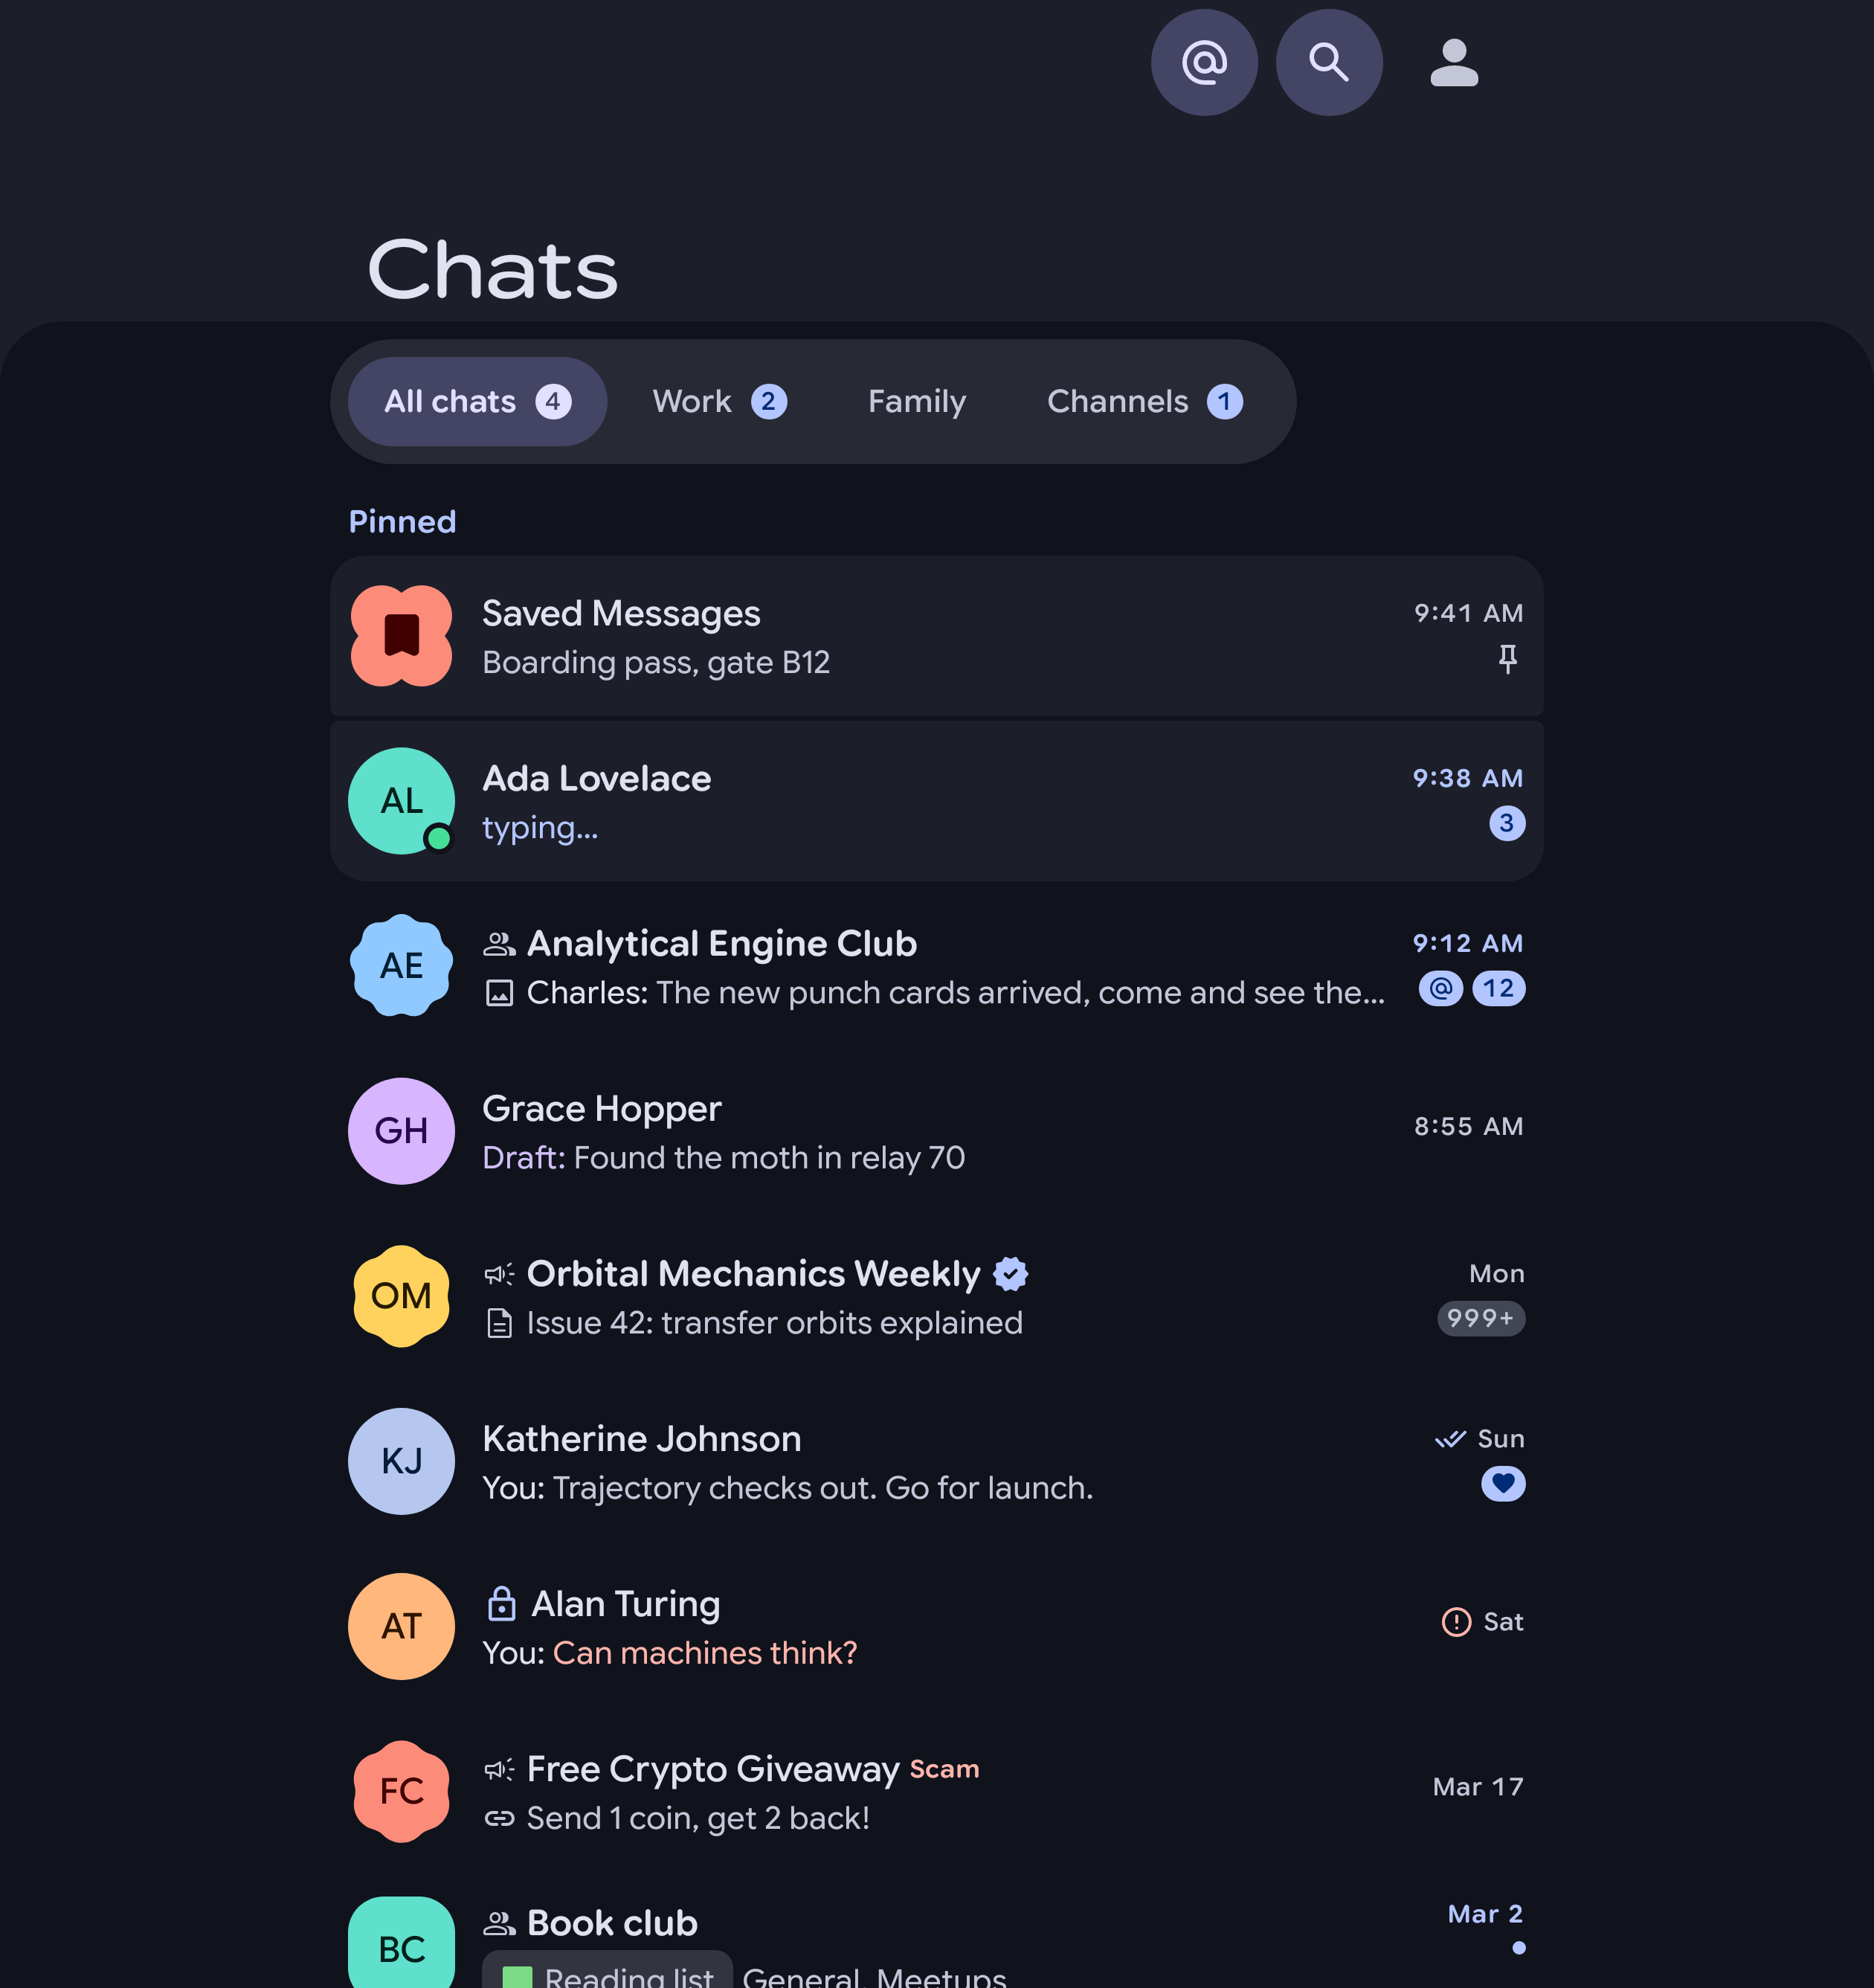 Chats
All chats 4 Work 2 Family Channels 1
Pinned
Saved Messages 9:41 AM
Boarding pass, gate B12
AL Ada Lovelace 9:38 AM
typing... 3
AE Analytical Engine Club 9:12 AM
Charles: The new punch cards arrived, come and see the... @ 12
GH Grace Hopper 8:55 AM
Draft: Found the moth in relay 70
OM Orbital Mechanics Weekly Mon
Issue 42: transfer orbits explained 999+
KJ Katherine Johnson Sun
You: Trajectory checks out. Go for launch.
AT Alan Turing Sat
You: Can machines think?
FC Free Crypto Giveaway Scam Mar 17
Send 1 coin, get 2 back!
BC Book club Mar 2
Reading list General, Meetups